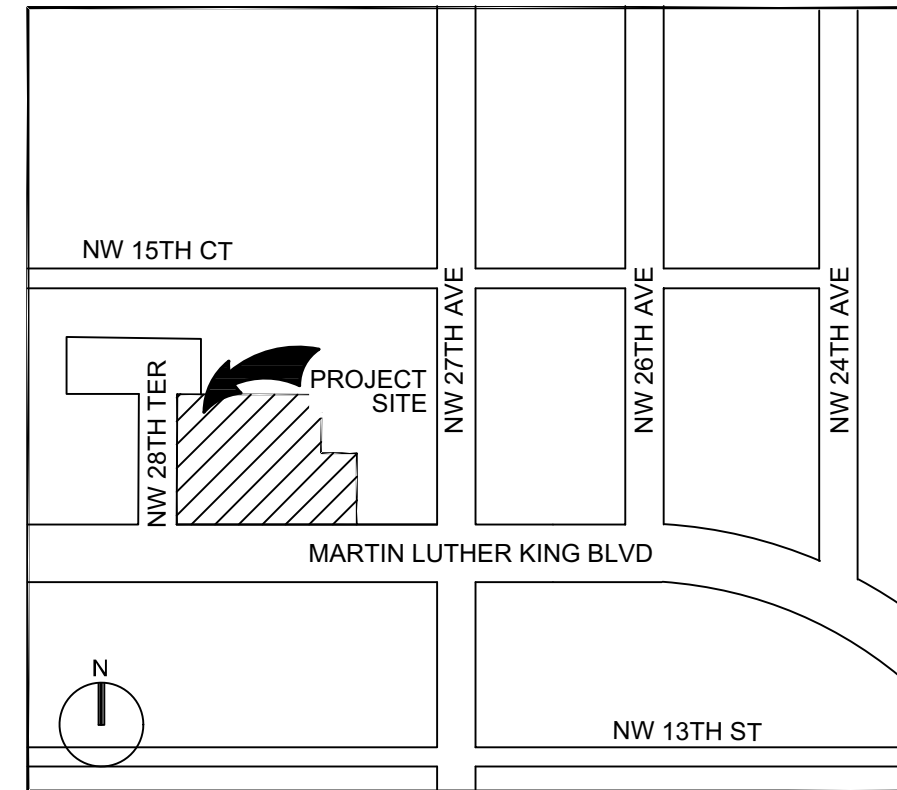 NW 15TH CT
NW 27TH AVE
NW 26TH AVE
NW 24TH AVE
NW 28TH TER
PROJECT
SITE
MARTIN LUTHER KING BLVD
N
NW 13TH ST